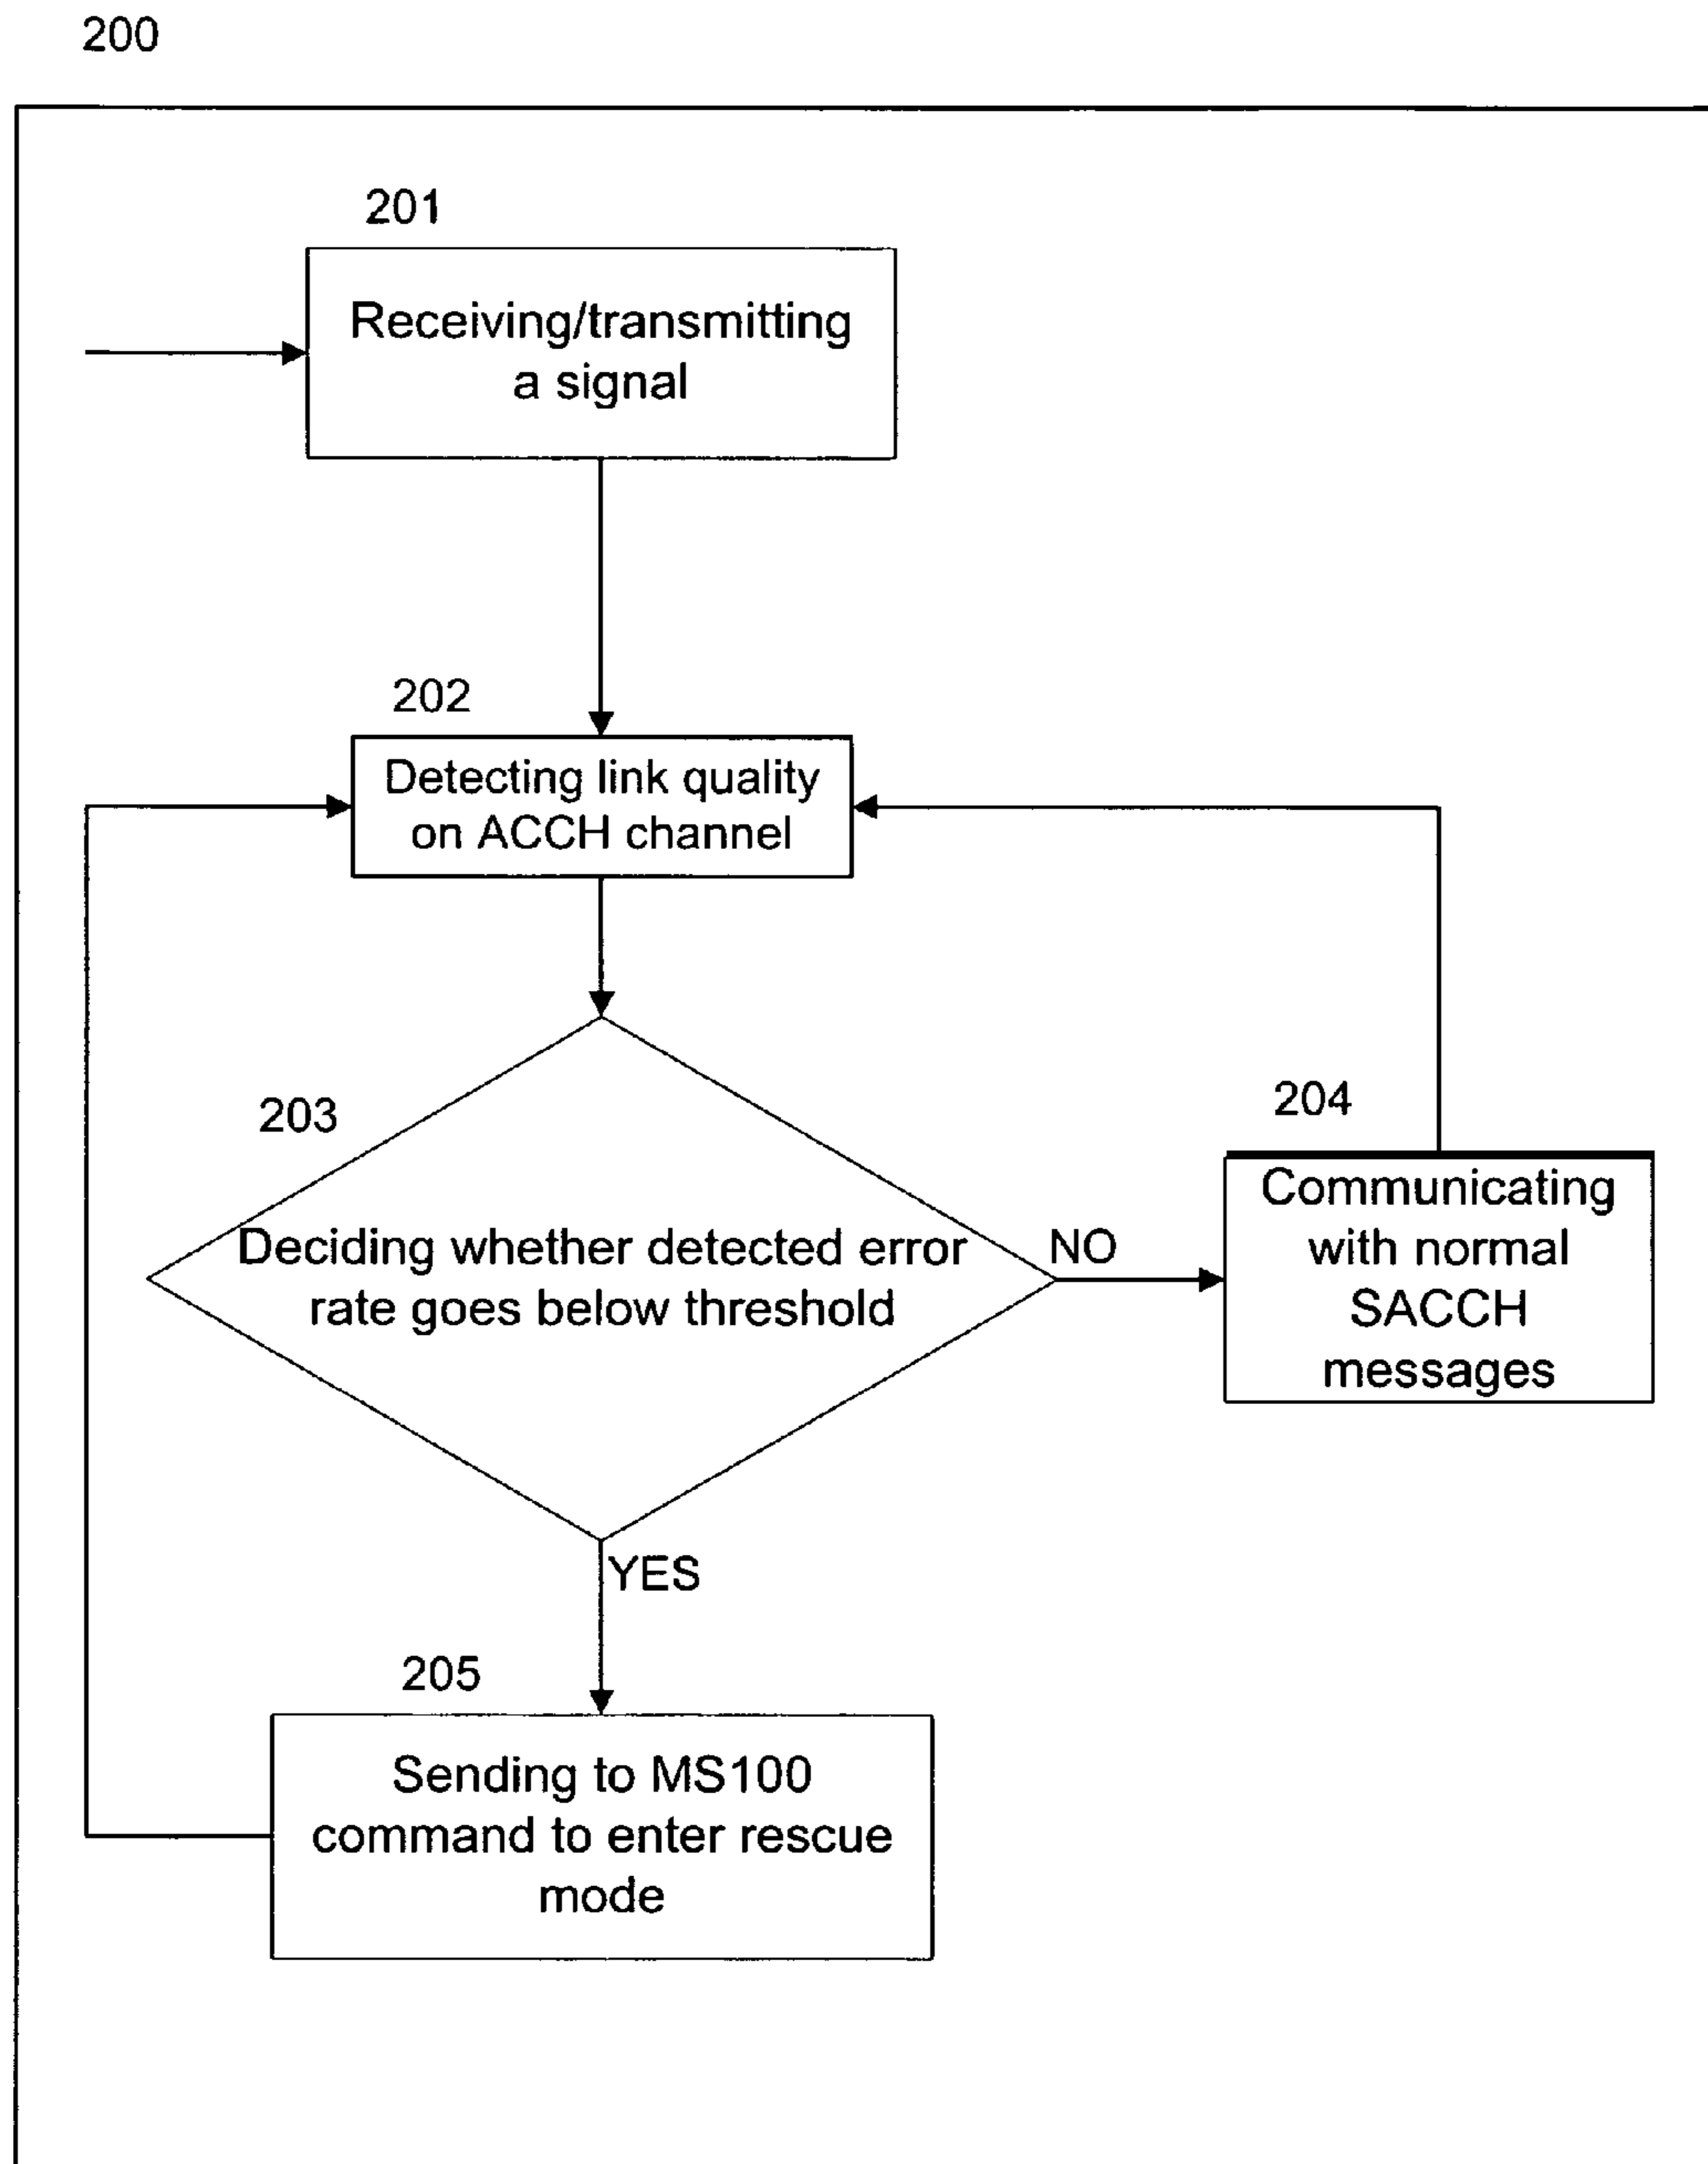 200
201
Receiving/transmitting
a signal
202
Detecting link quality
on ACCH channel
203
Deciding whether detected error
rate goes below threshold
NO
204
Communicating
with normal
SACCH
messages
YES
205
Sending to MS100
command to enter rescue
mode